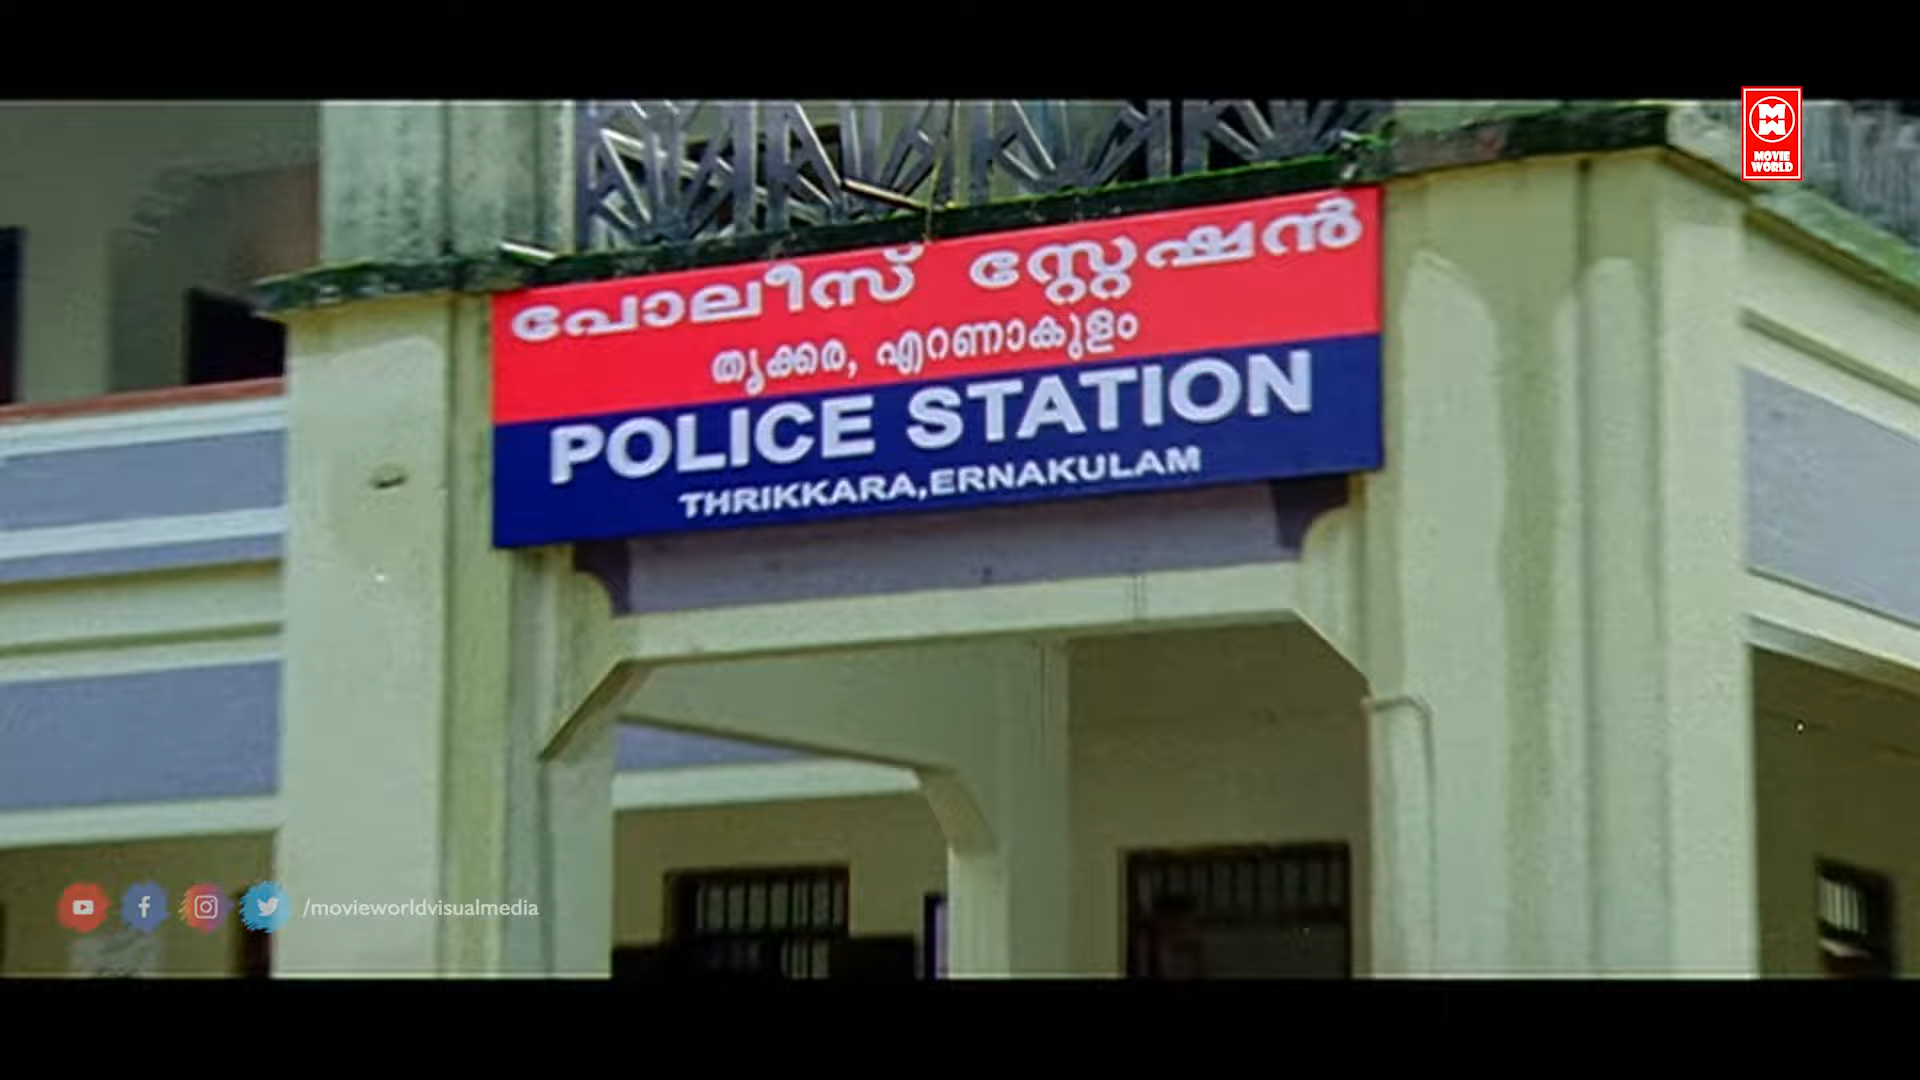 MOVIE
WORLD
പോലീസ് സ്റ്റേഷൻ
തൃക്കര, എറണാകുളം
POLICE STATION
THRIKKARA,ERNAKULAM
/movieworldvisualmedia